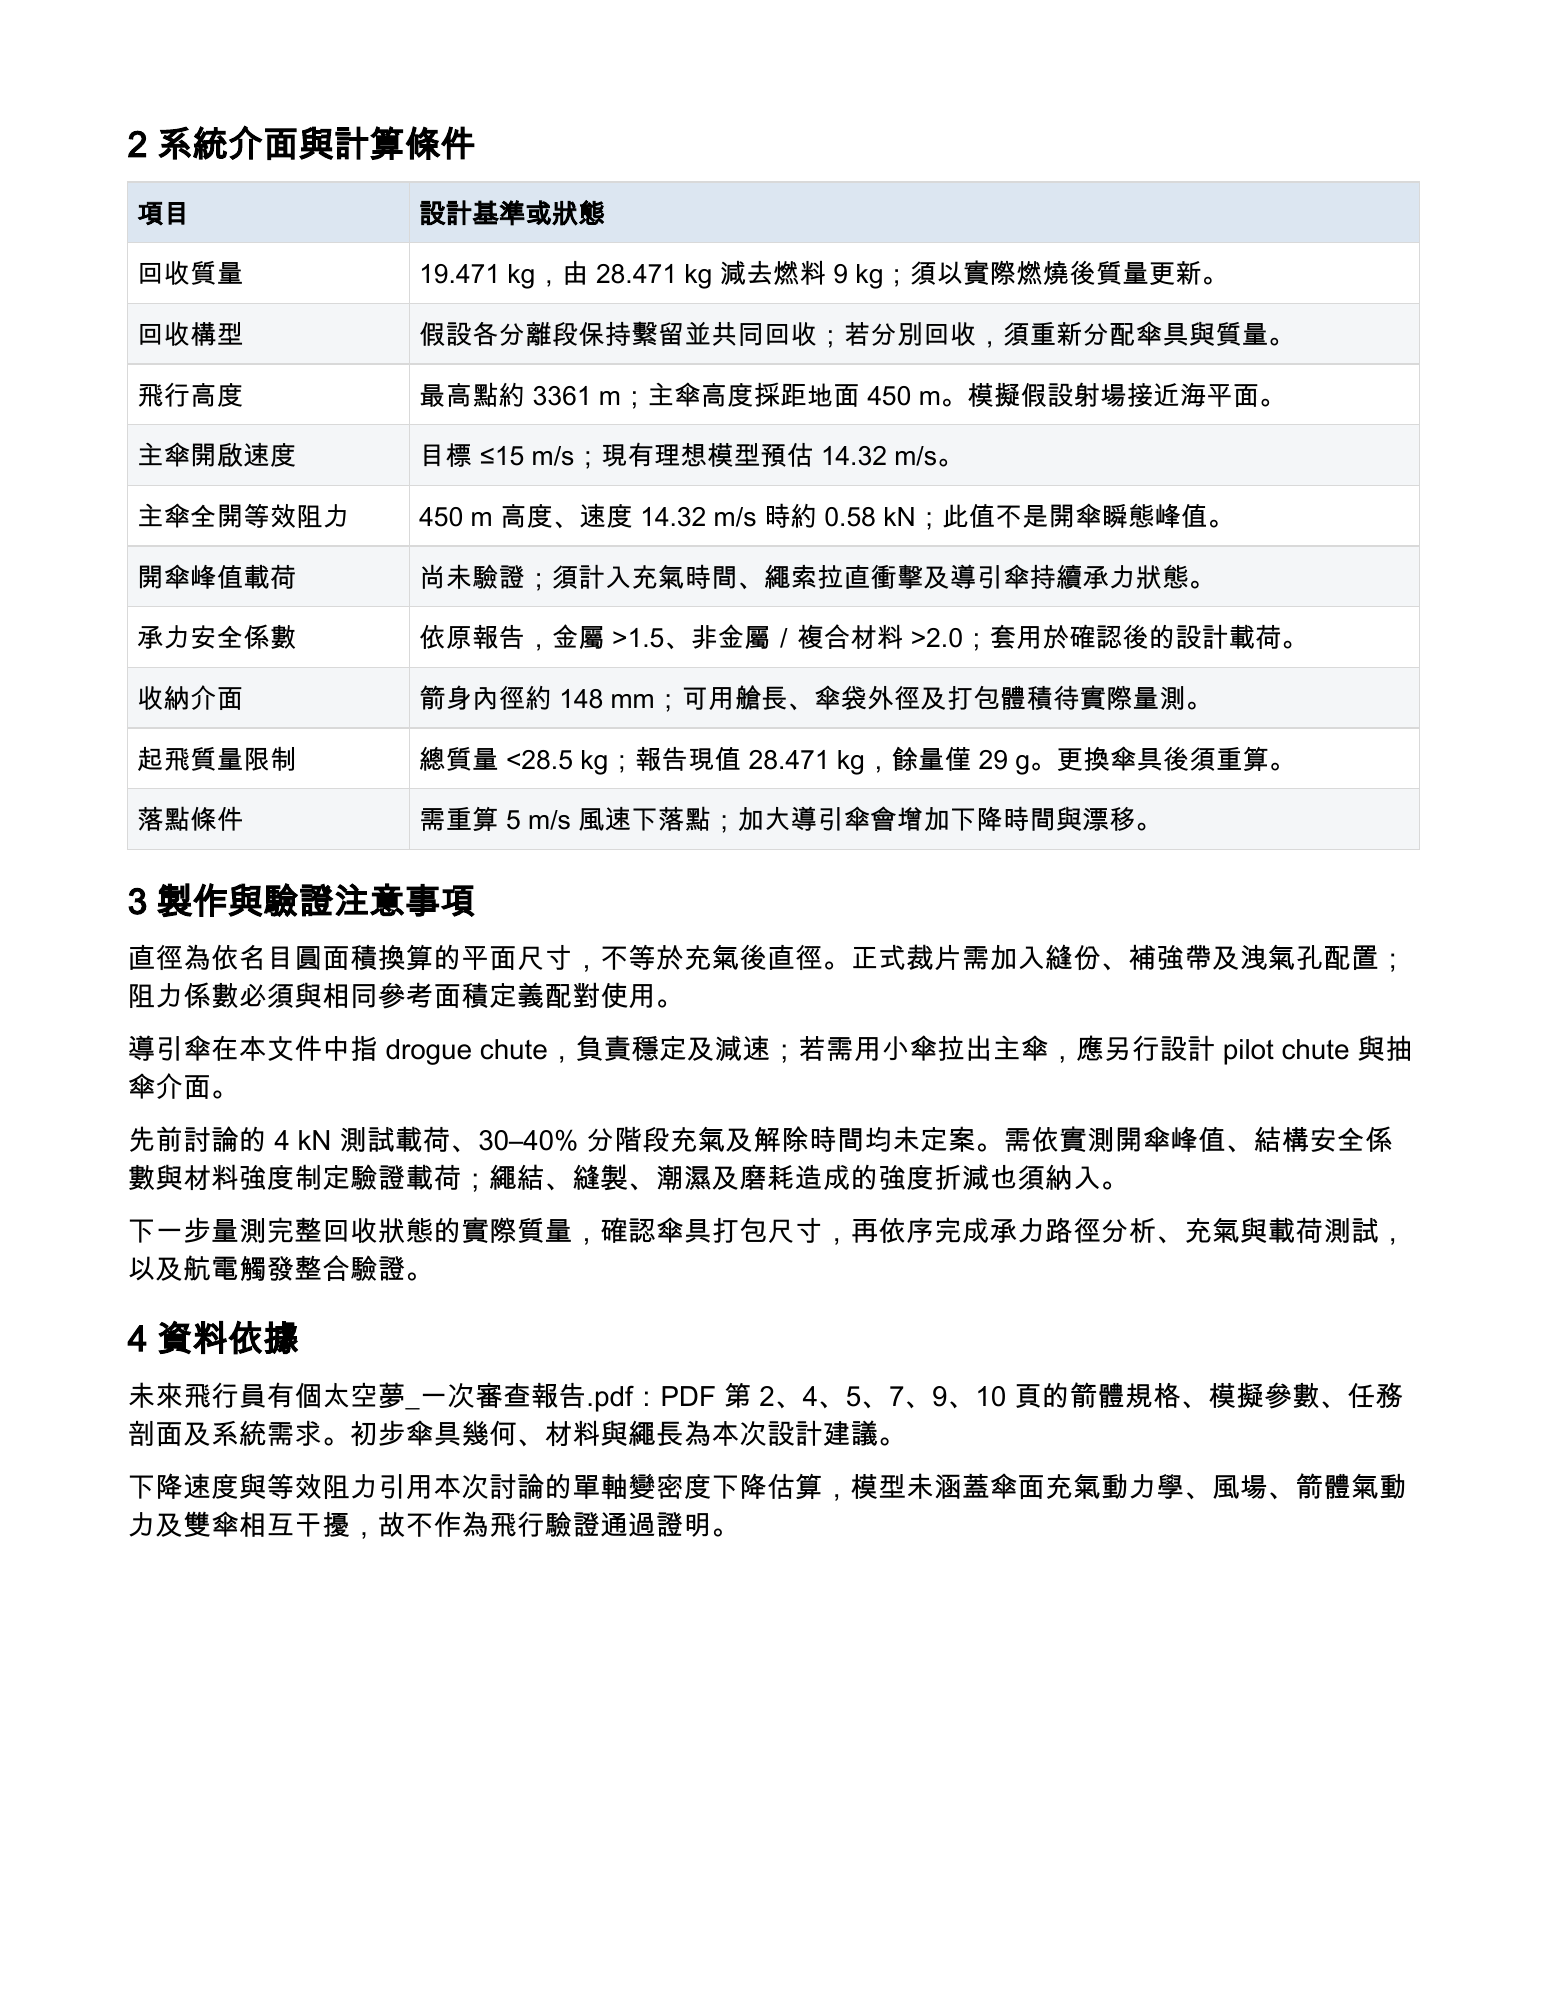 2 系統介面與計算條件
項目 設計基準或狀態
回收質量 19.471 kg，由 28.471 kg 減去燃料 9 kg；須以實際燃燒後質量更新。
回收構型 假設各分離段保持繫留並共同回收；若分別回收，須重新分配傘具與質量。
飛行高度 最高點約 3361 m；主傘高度採距地面 450 m。模擬假設射場接近海平面。
主傘開啟速度 目標 ≤15 m/s；現有理想模型預估 14.32 m/s。
主傘全開等效阻力 450 m 高度、速度 14.32 m/s 時約 0.58 kN；此值不是開傘瞬態峰值。
開傘峰值載荷 尚未驗證；須計入充氣時間、繩索拉直衝擊及導引傘持續承力狀態。
承力安全係數 依原報告，金屬 >1.5、非金屬 / 複合材料 >2.0；套用於確認後的設計載荷。
收納介面 箭身內徑約 148 mm；可用艙長、傘袋外徑及打包體積待實際量測。
起飛質量限制 總質量 <28.5 kg；報告現值 28.471 kg，餘量僅 29 g。更換傘具後須重算。
落點條件 需重算 5 m/s 風速下落點；加大導引傘會增加下降時間與漂移。
3 製作與驗證注意事項
直徑為依名目圓面積換算的平面尺寸，不等於充氣後直徑。正式裁片需加入縫份、補強帶及洩氣孔配置；
阻力係數必須與相同參考面積定義配對使用。
導引傘在本文件中指 drogue chute，負責穩定及減速；若需用小傘拉出主傘，應另行設計 pilot chute 與抽
傘介面。
先前討論的 4 kN 測試載荷、30–40% 分階段充氣及解除時間均未定案。需依實測開傘峰值、結構安全係
數與材料強度制定驗證載荷；繩結、縫製、潮濕及磨耗造成的強度折減也須納入。
下一步量測完整回收狀態的實際質量，確認傘具打包尺寸，再依序完成承力路徑分析、充氣與載荷測試，
以及航電觸發整合驗證。
4 資料依據
未來飛行員有個太空夢_一次審查報告.pdf：PDF 第 2、4、5、7、9、10 頁的箭體規格、模擬參數、任務
剖面及系統需求。初步傘具幾何、材料與繩長為本次設計建議。
下降速度與等效阻力引用本次討論的單軸變密度下降估算，模型未涵蓋傘面充氣動力學、風場、箭體氣動
力及雙傘相互干擾，故不作為飛行驗證通過證明。